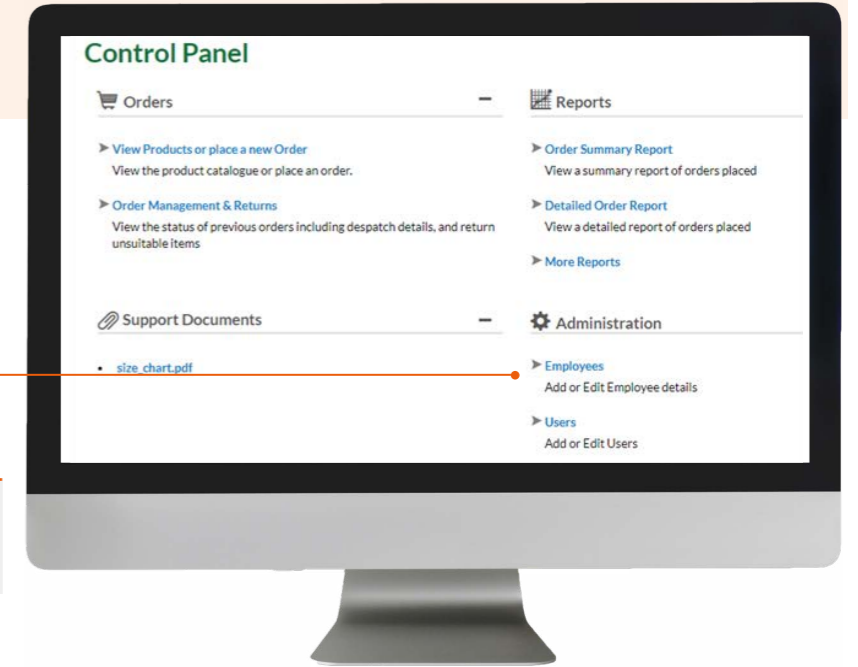 Control Panel
Orders
View Products or place a new Order
View the product catalogue or place an order.
Order Management & Returns
View the status of previous orders including despatch details, and return
unsuitable items
Support Documents
size_chart.pdf
Reports
Order Summary Report
View a summary report of orders placed
Detailed Order Report
View a detailed report of orders placed
More Reports
Administration
Employees
Add or Edit Employee details
Users
Add or Edit Users